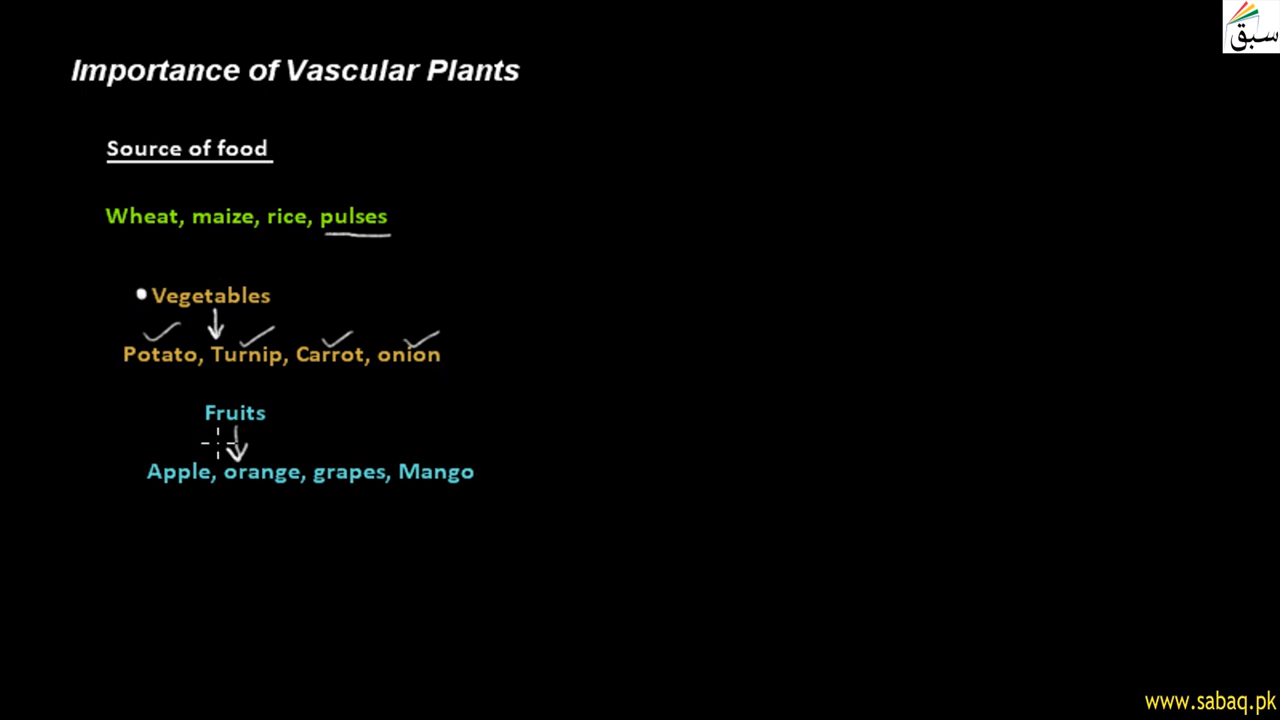 سبق
Importance of Vascular Plants
Source of food
Wheat, maize, rice, pulses
Vegetables
Potato, Turnip, Carrot, onion
Fruits
Apple, orange, grapes, Mango
www.sabaq.pk